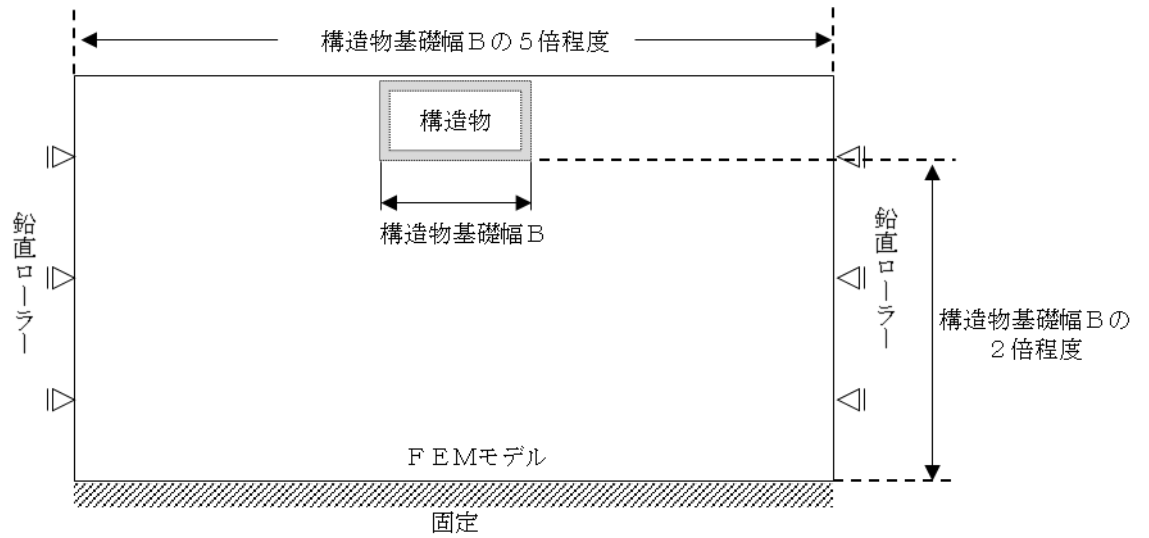 構造物基礎幅Ｂの５倍程度
構造物
鉛直ローラー
構造物基礎幅Ｂ
鉛直ローラー
構造物基礎幅Ｂの
２倍程度
ＦＥＭモデル
固定